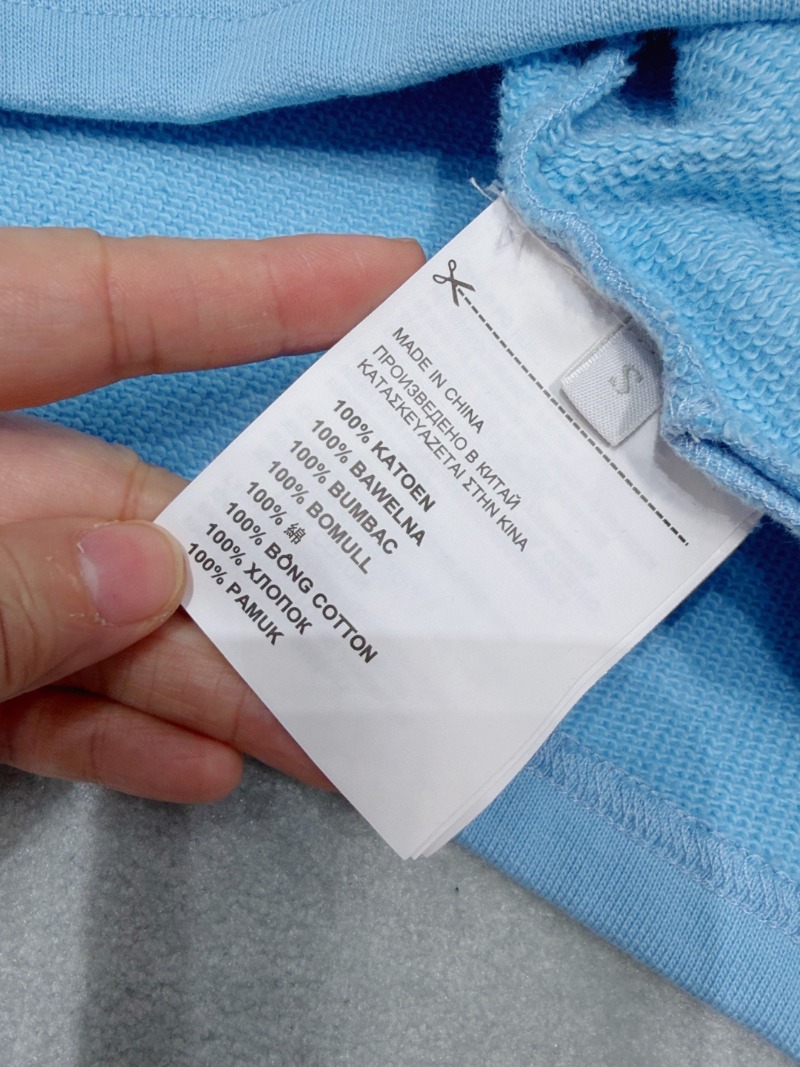 MADE IN CHINA
ПРОИЗВЕДЕНО В КИТАЙ
ΚΑΤΑΣΚΕΥΑΖΕΤΑΙ ΣΤΗΝ ΚΙΝΑ
100% KATOEN
100% BAWELNA
100% BUMBAC
100% BOMULL
100% 綿
100% BÔNG COTTON
100% ХЛОПОК
100% PAMUK
S